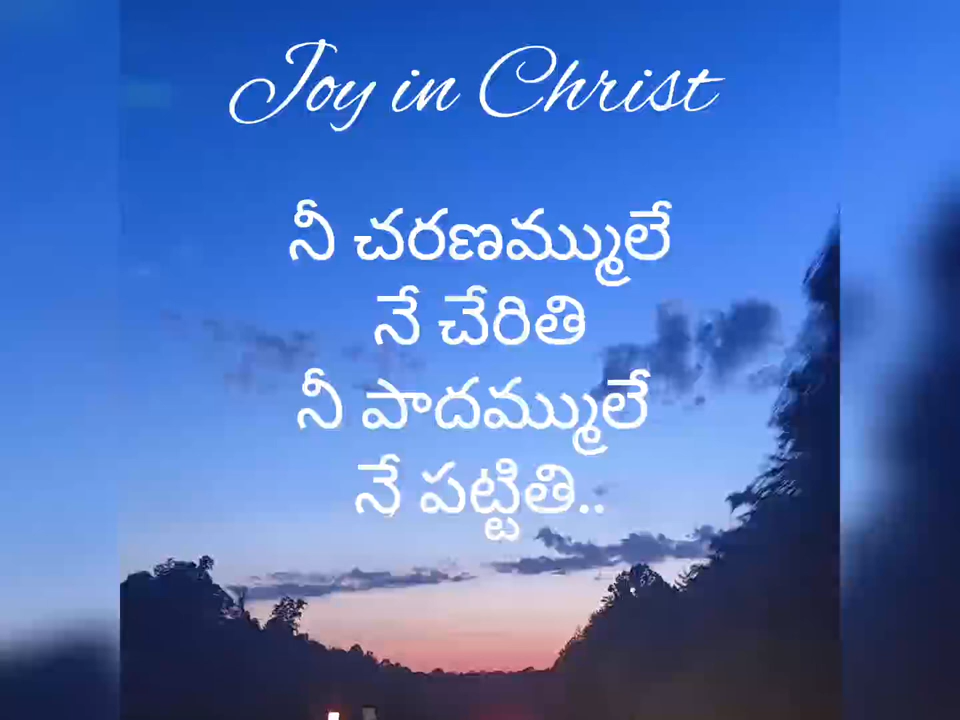 Joy in Christ
నీ చరణమ్ములే
నే చేరితి
నీ పాదమ్ములే
నే పట్టితి..